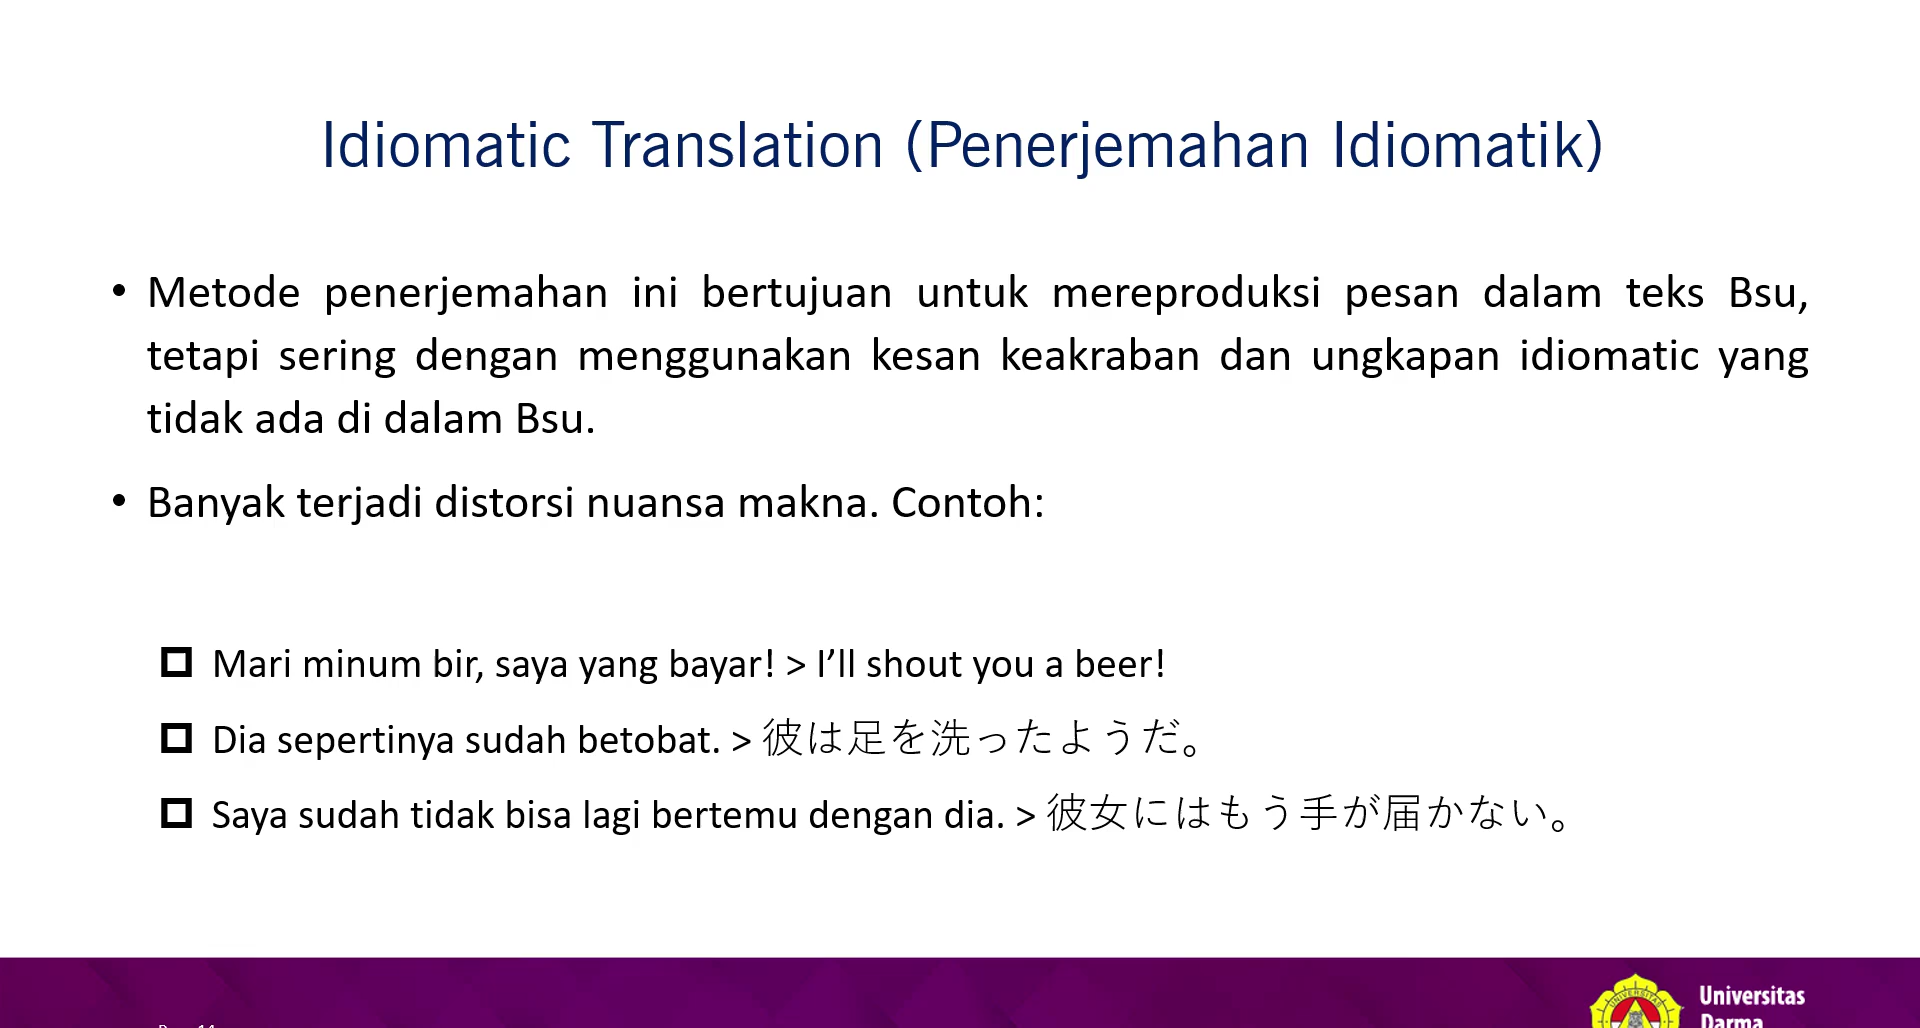 Idiomatic Translation (Penerjemahan Idiomatik)
• Metode penerjemahan ini bertujuan untuk mereproduksi pesan dalam teks Bsu,
tetapi sering dengan menggunakan kesan keakraban dan ungkapan idiomatic yang
tidak ada di dalam Bsu.
• Banyak terjadi distorsi nuansa makna. Contoh:
Mari minum bir, saya yang bayar! > I’ll shout you a beer!
Dia sepertinya sudah betobat. > 彼は足を洗ったようだ。
Saya sudah tidak bisa lagi bertemu dengan dia. > 彼女にはもう手が届かない。
Universitas
Darma